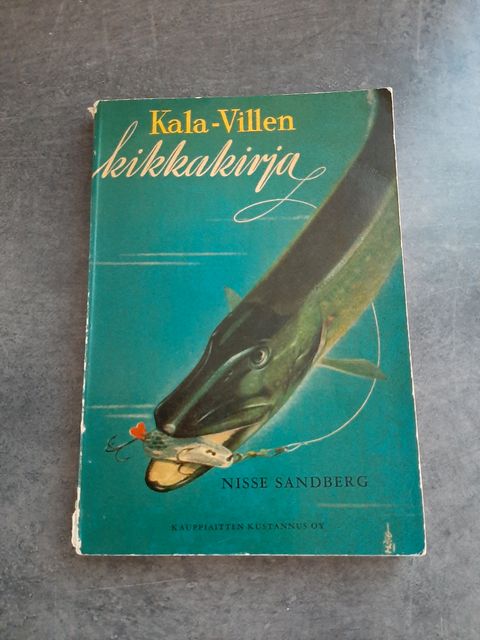 Kala-Villen
kikkakirja
NISSE SANDBERG
KAUPPIAITTEN KUSTANNUS OY